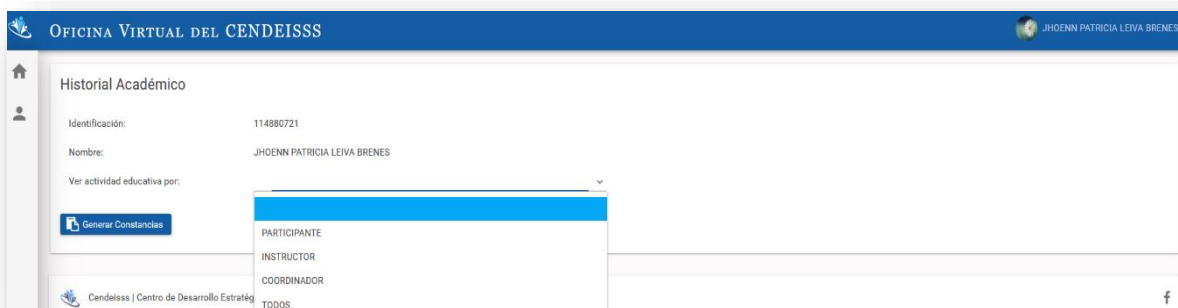 OFICINA VIRTUAL DEL CENDEISSS
JHOENN PATRICIA LEIVA BRENES
Historial Académico
Identificación: 114880721
Nombre: JHOENN PATRICIA LEIVA BRENES
Ver actividad educativa por:
Generar Constancias
PARTICIPANTE
INSTRUCTOR
COORDINADOR
TODOS
Cendeisss | Centro de Desarrollo Estratég